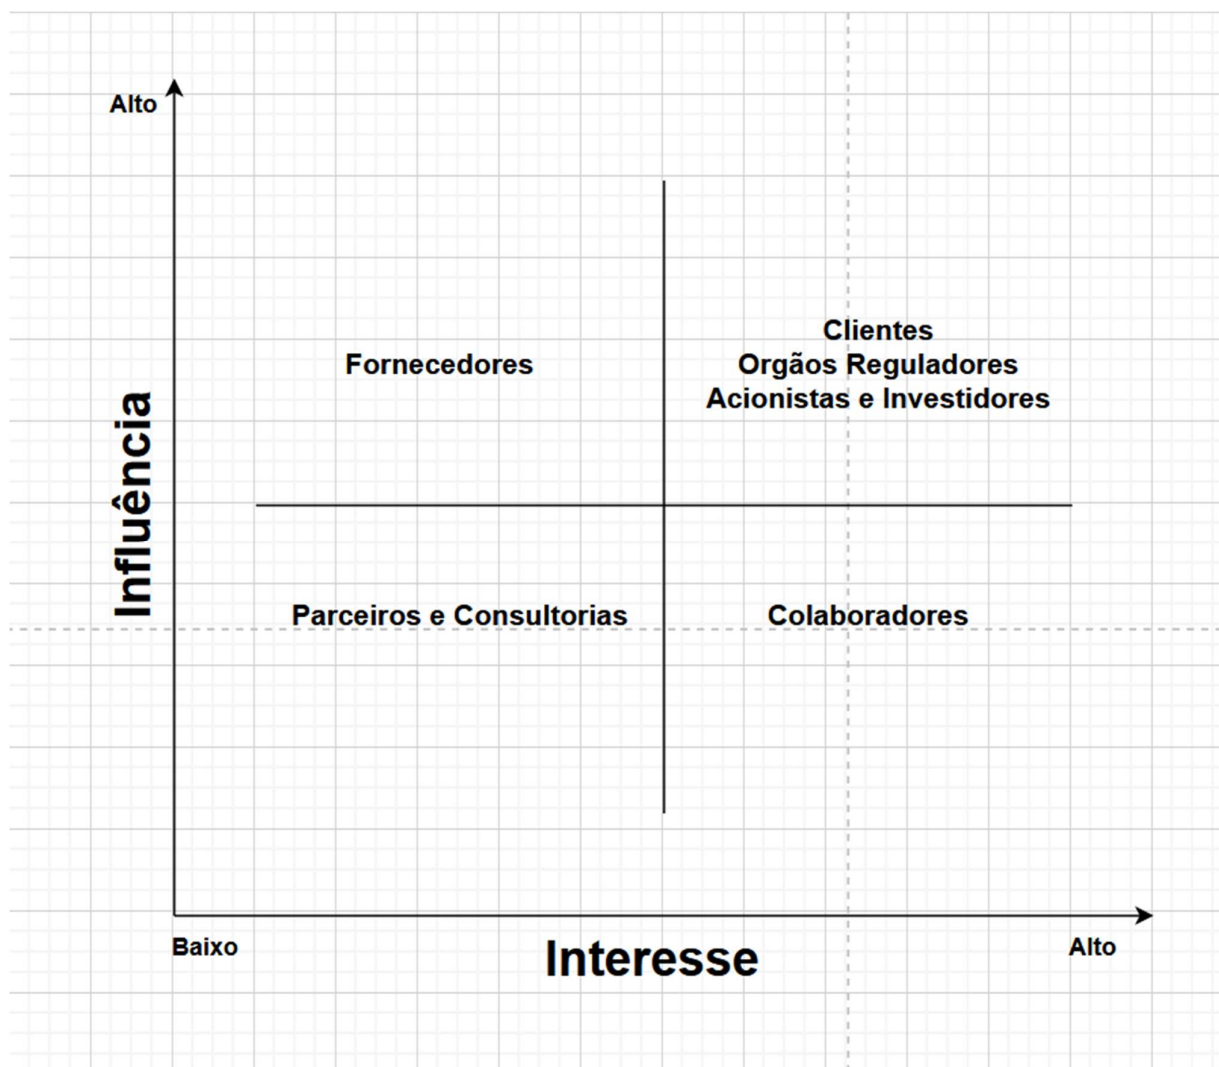 Alto
Clientes
Fornecedores
Orgãos Reguladores
Acionistas e Investidores
Influência
Parceiros e Consultorias
Colaboradores
Baixo
Interesse
Alto